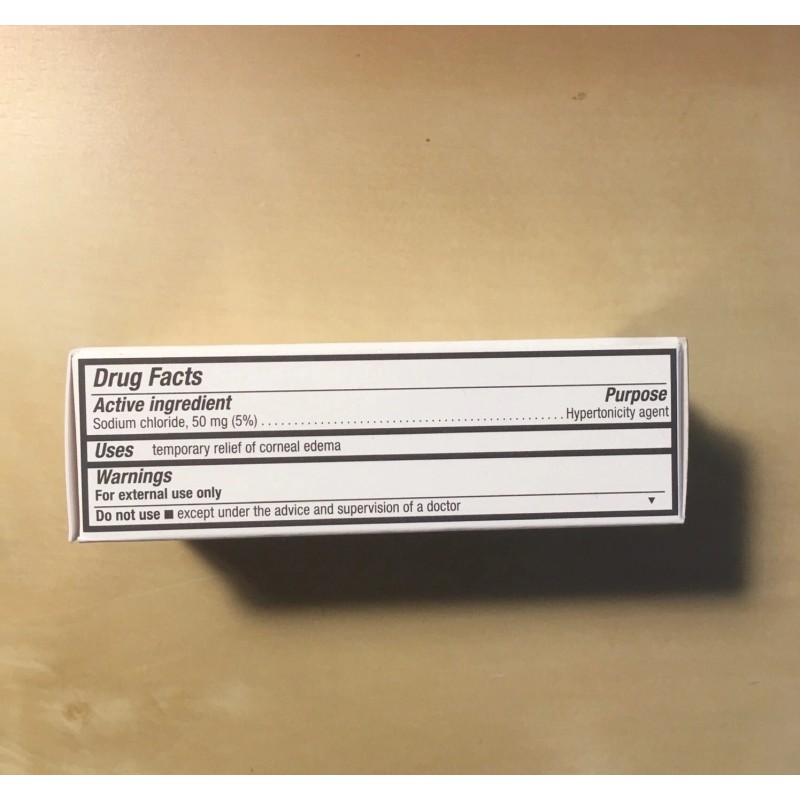 Drug Facts
Active ingredient Purpose
Sodium chloride, 50 mg (5%) ........................................................ Hypertonicity agent
Uses temporary relief of corneal edema
Warnings
For external use only
Do not use ■ except under the advice and supervision of a doctor ▼